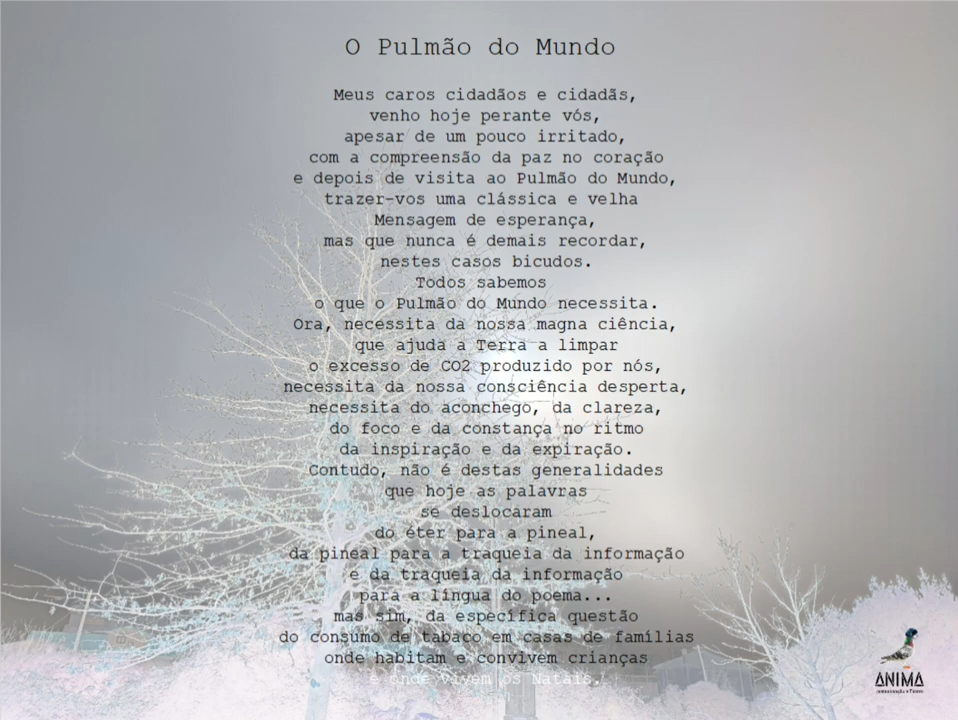 O Pulmão do Mundo
Meus caros cidadãos e cidadãs,
venho hoje perante vós,
apesar de um pouco irritado,
com a compreensão da paz no coração
e depois de visita ao Pulmão do Mundo,
trazer-vos uma clássica e velha
Mensagem de esperança,
mas que nunca é demais recordar,
nestes casos bicudos.
Todos sabemos
o que o Pulmão do Mundo necessita.
Ora, necessita da nossa magna ciência,
que ajuda a Terra a limpar
o excesso de CO2 produzido por nós,
necessita da nossa consciência desperta,
necessita do aconchego, da clareza,
do foco e da constança no ritmo
da inspiração e da expiração.
Contudo, não é destas generalidades
que hoje as palavras
se deslocaram
do éter para a pineal,
da pineal para a traqueia da informação
e da traqueia da informação
para a língua do poema...
mas sim, da específica questão
do consumo de tabaco em casas de famílias
onde habitam e convivem crianças
e onde vivem os Natais.
ANIMA